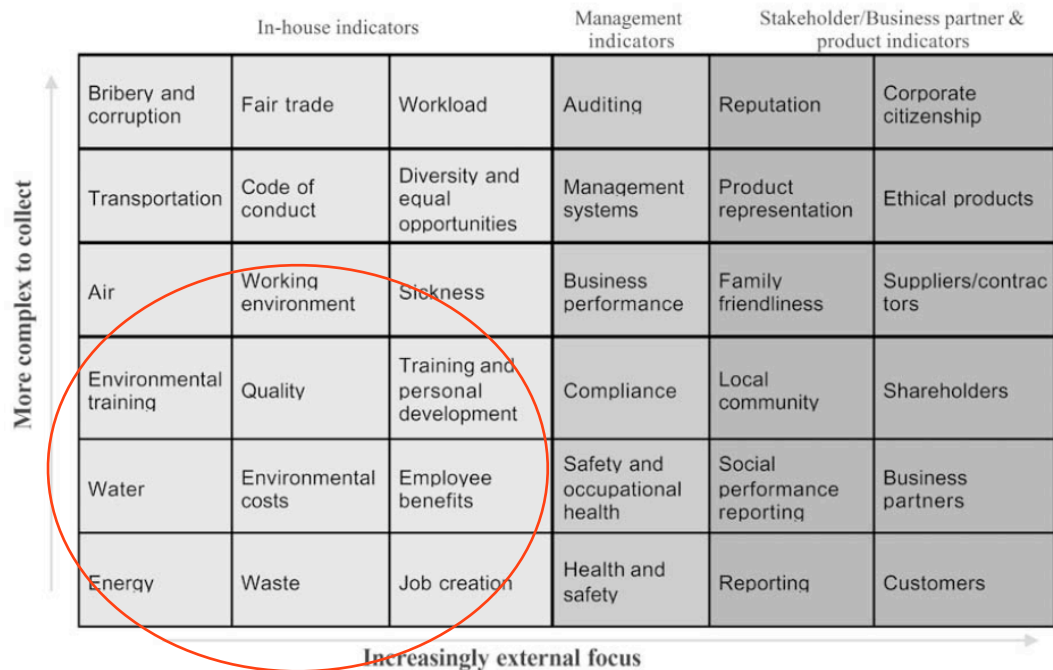 In-house indicators
Management
indicators
Stakeholder/Business partner &
product indicators
More complex to collect
Bribery and
corruption
Fair trade
Workload
Auditing
Reputation
Corporate
citizenship
Transportation
Code of
conduct
Diversity and
equal
opportunities
Management
systems
Product
representation
Ethical products
Air
Working
environment
Sickness
Business
performance
Family
friendliness
Suppliers/contrac
tors
Environmental
training
Quality
Training and
personal
development
Compliance
Local
community
Shareholders
Water
Environmental
costs
Employee
benefits
Safety and
occupational
health
Social
performance
reporting
Business
partners
Energy
Waste
Job creation
Health and
safety
Reporting
Customers
Increasingly external focus